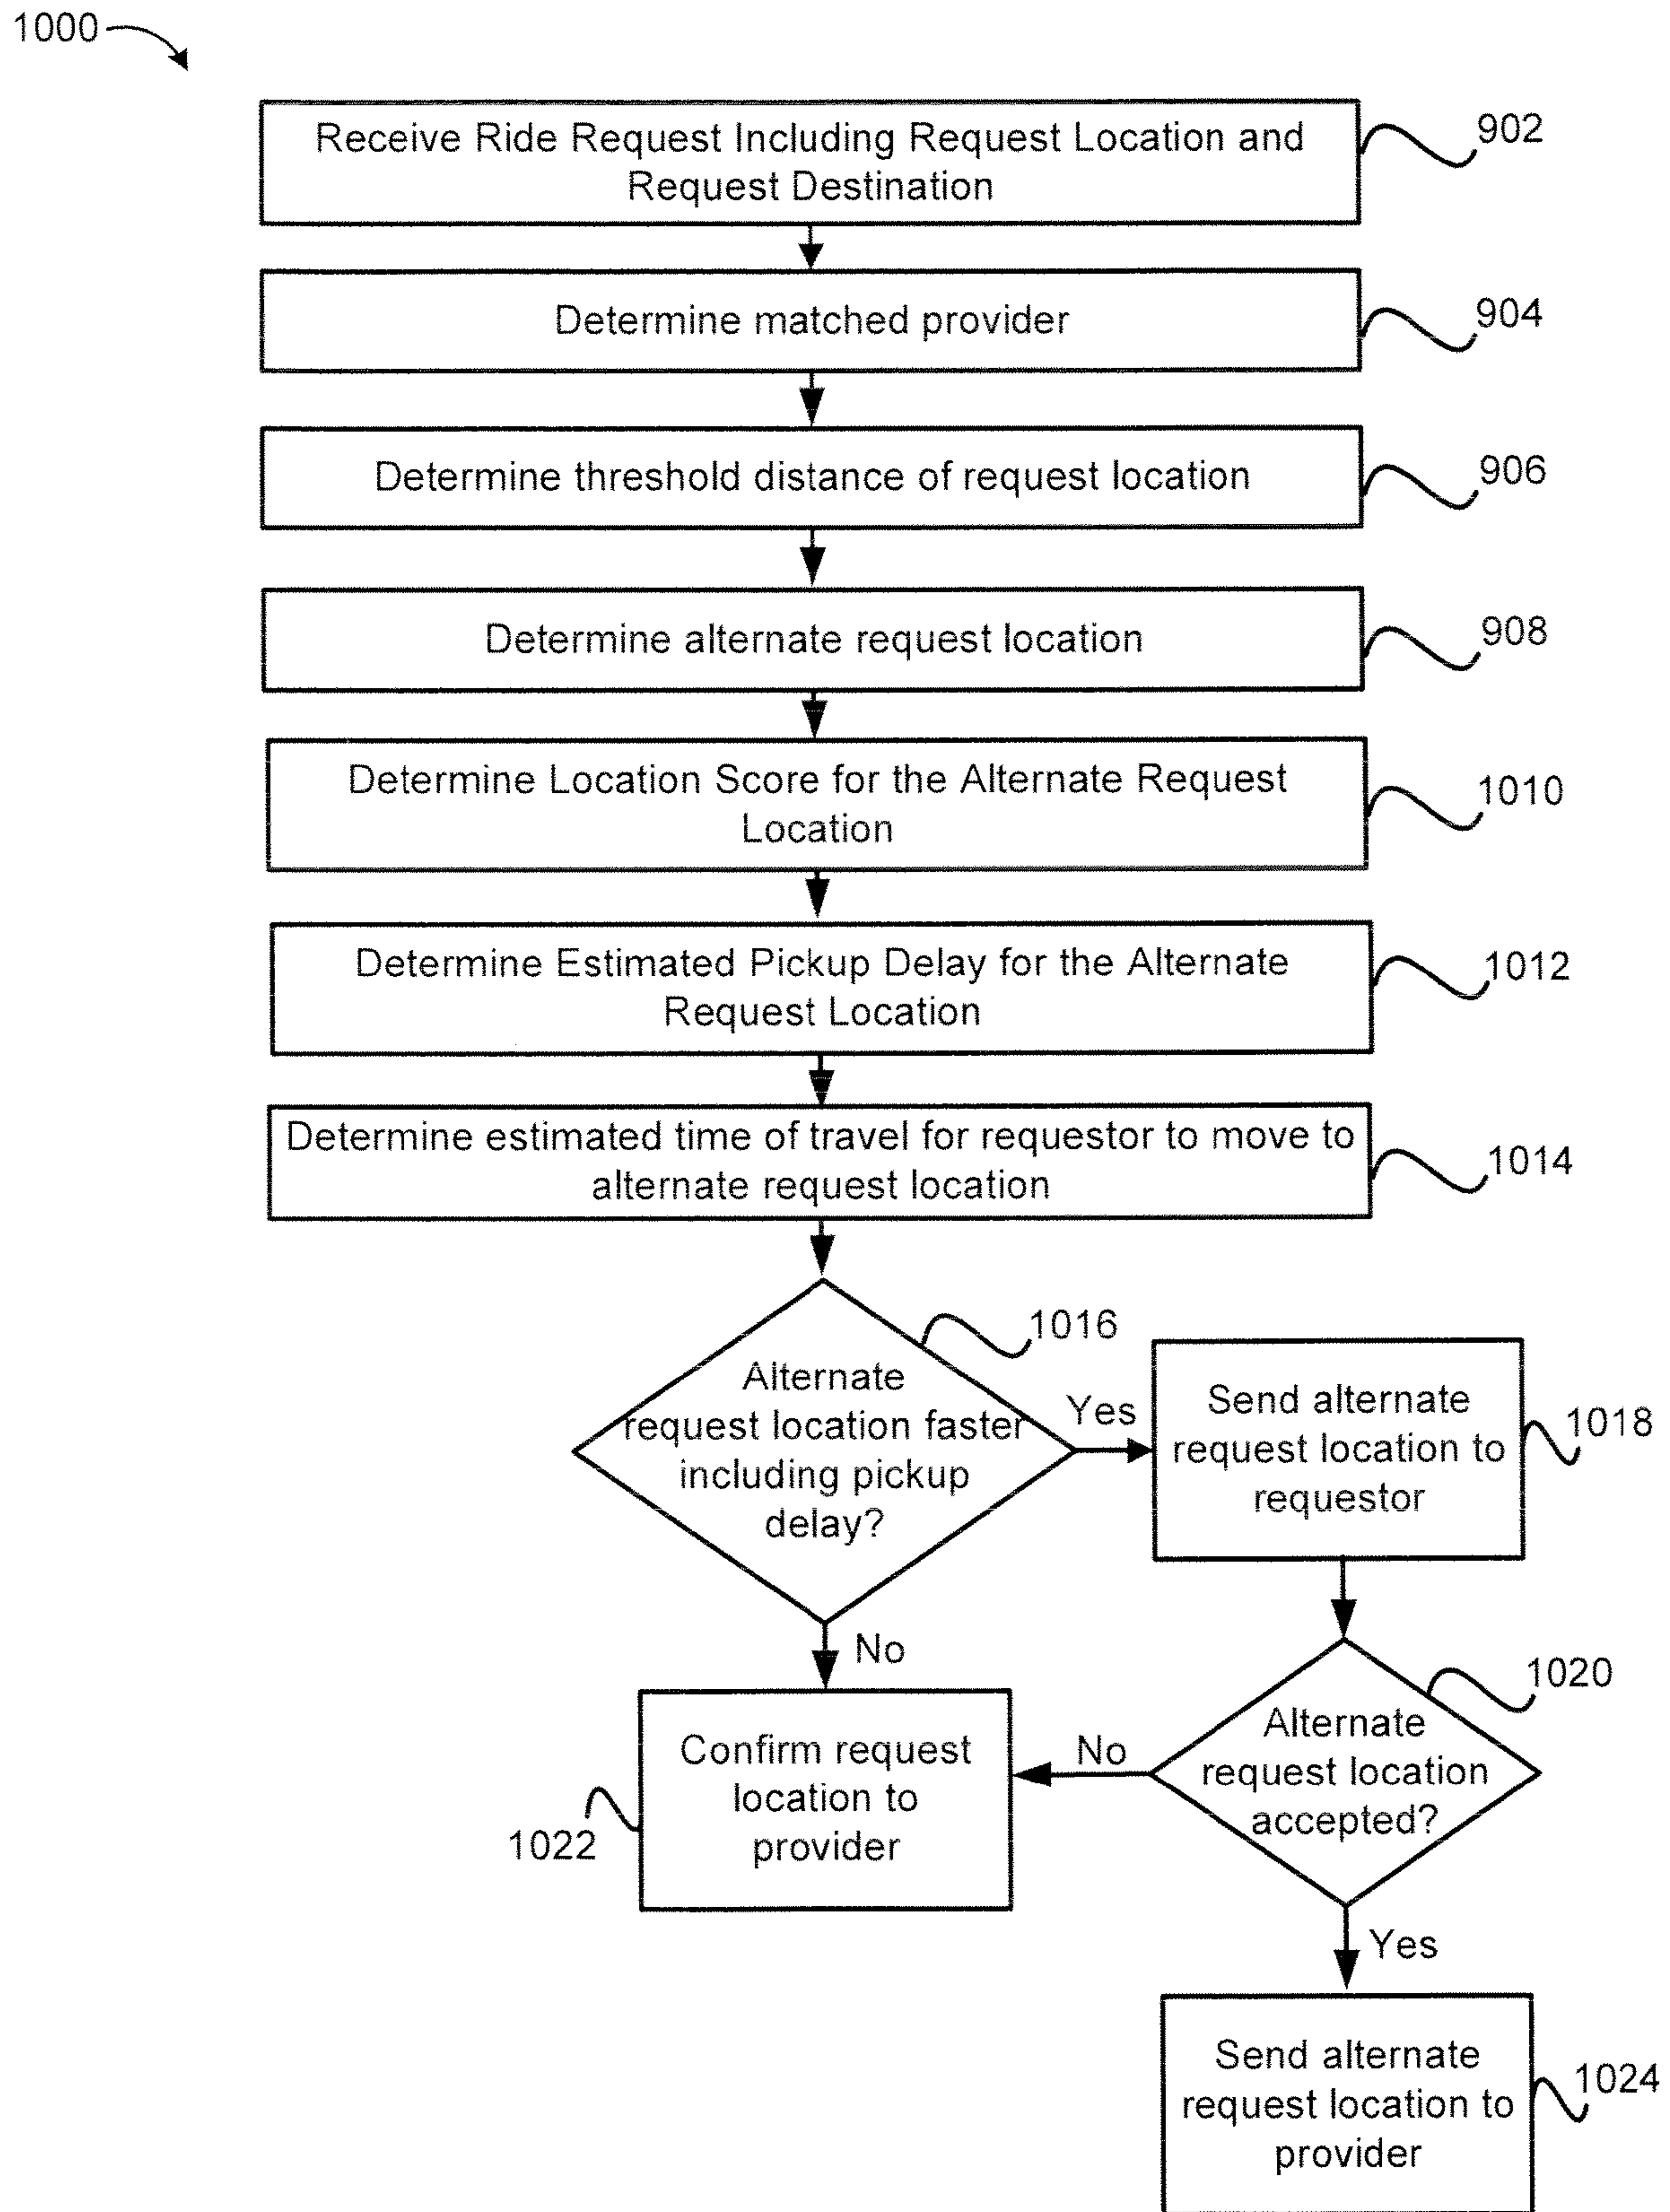 1000
Receive Ride Request Including Request Location and
Request Destination
902
Determine matched provider
904
Determine threshold distance of request location
906
Determine alternate request location
908
Determine Location Score for the Alternate Request
Location
1010
Determine Estimated Pickup Delay for the Alternate
Request Location
1012
Determine estimated time of travel for requestor to move to
alternate request location
1014
1016
Alternate
request location faster
including pickup
delay?
Yes
Send alternate
request location to
requestor
1018
No
1020
Alternate
request location
accepted?
No
Confirm request
location to
provider
1022
Yes
Send alternate
request location to
provider
1024